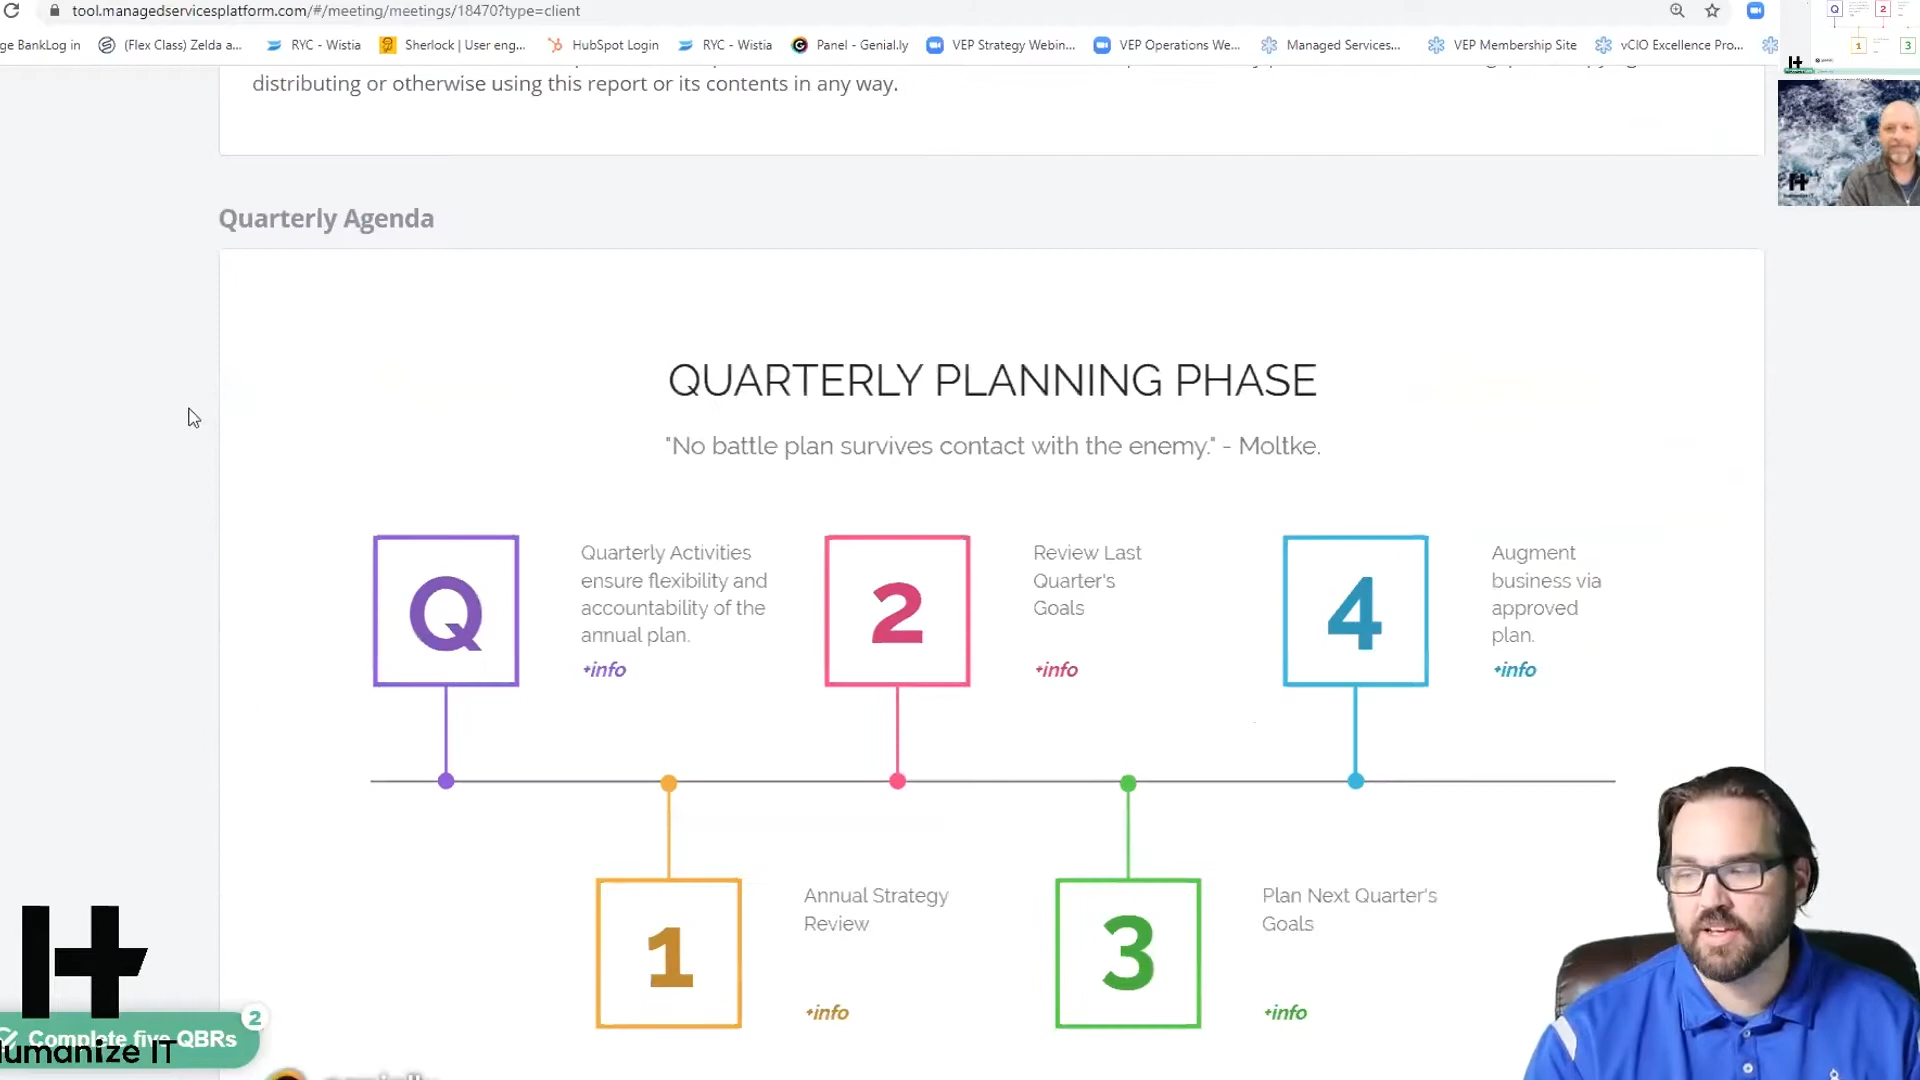 tool.managedservicesplatform.com/#/meeting/meetings/18470?type=client
ge BankLog in
(Flex Class) Zelda a...
RYC - Wistia
Sherlock | User eng...
HubSpot Login
RYC - Wistia
Panel - Genial.ly
VEP Strategy Webin...
VEP Operations We...
Managed Services...
VEP Membership Site
vCIO Excellence Pro...
distributing or otherwise using this report or its contents in any way.
Quarterly Agenda
QUARTERLY PLANNING PHASE
"No battle plan survives contact with the enemy." - Moltke.
Q
Quarterly Activities
ensure flexibility and
accountability of the
annual plan.
+info
2
Review Last
Quarter's
Goals
+info
4
Augment
business via
approved
plan.
+info
1
Annual Strategy
Review
+info
3
Plan Next Quarter's
Goals
+info
2
Complete five QBRs
umanize IT